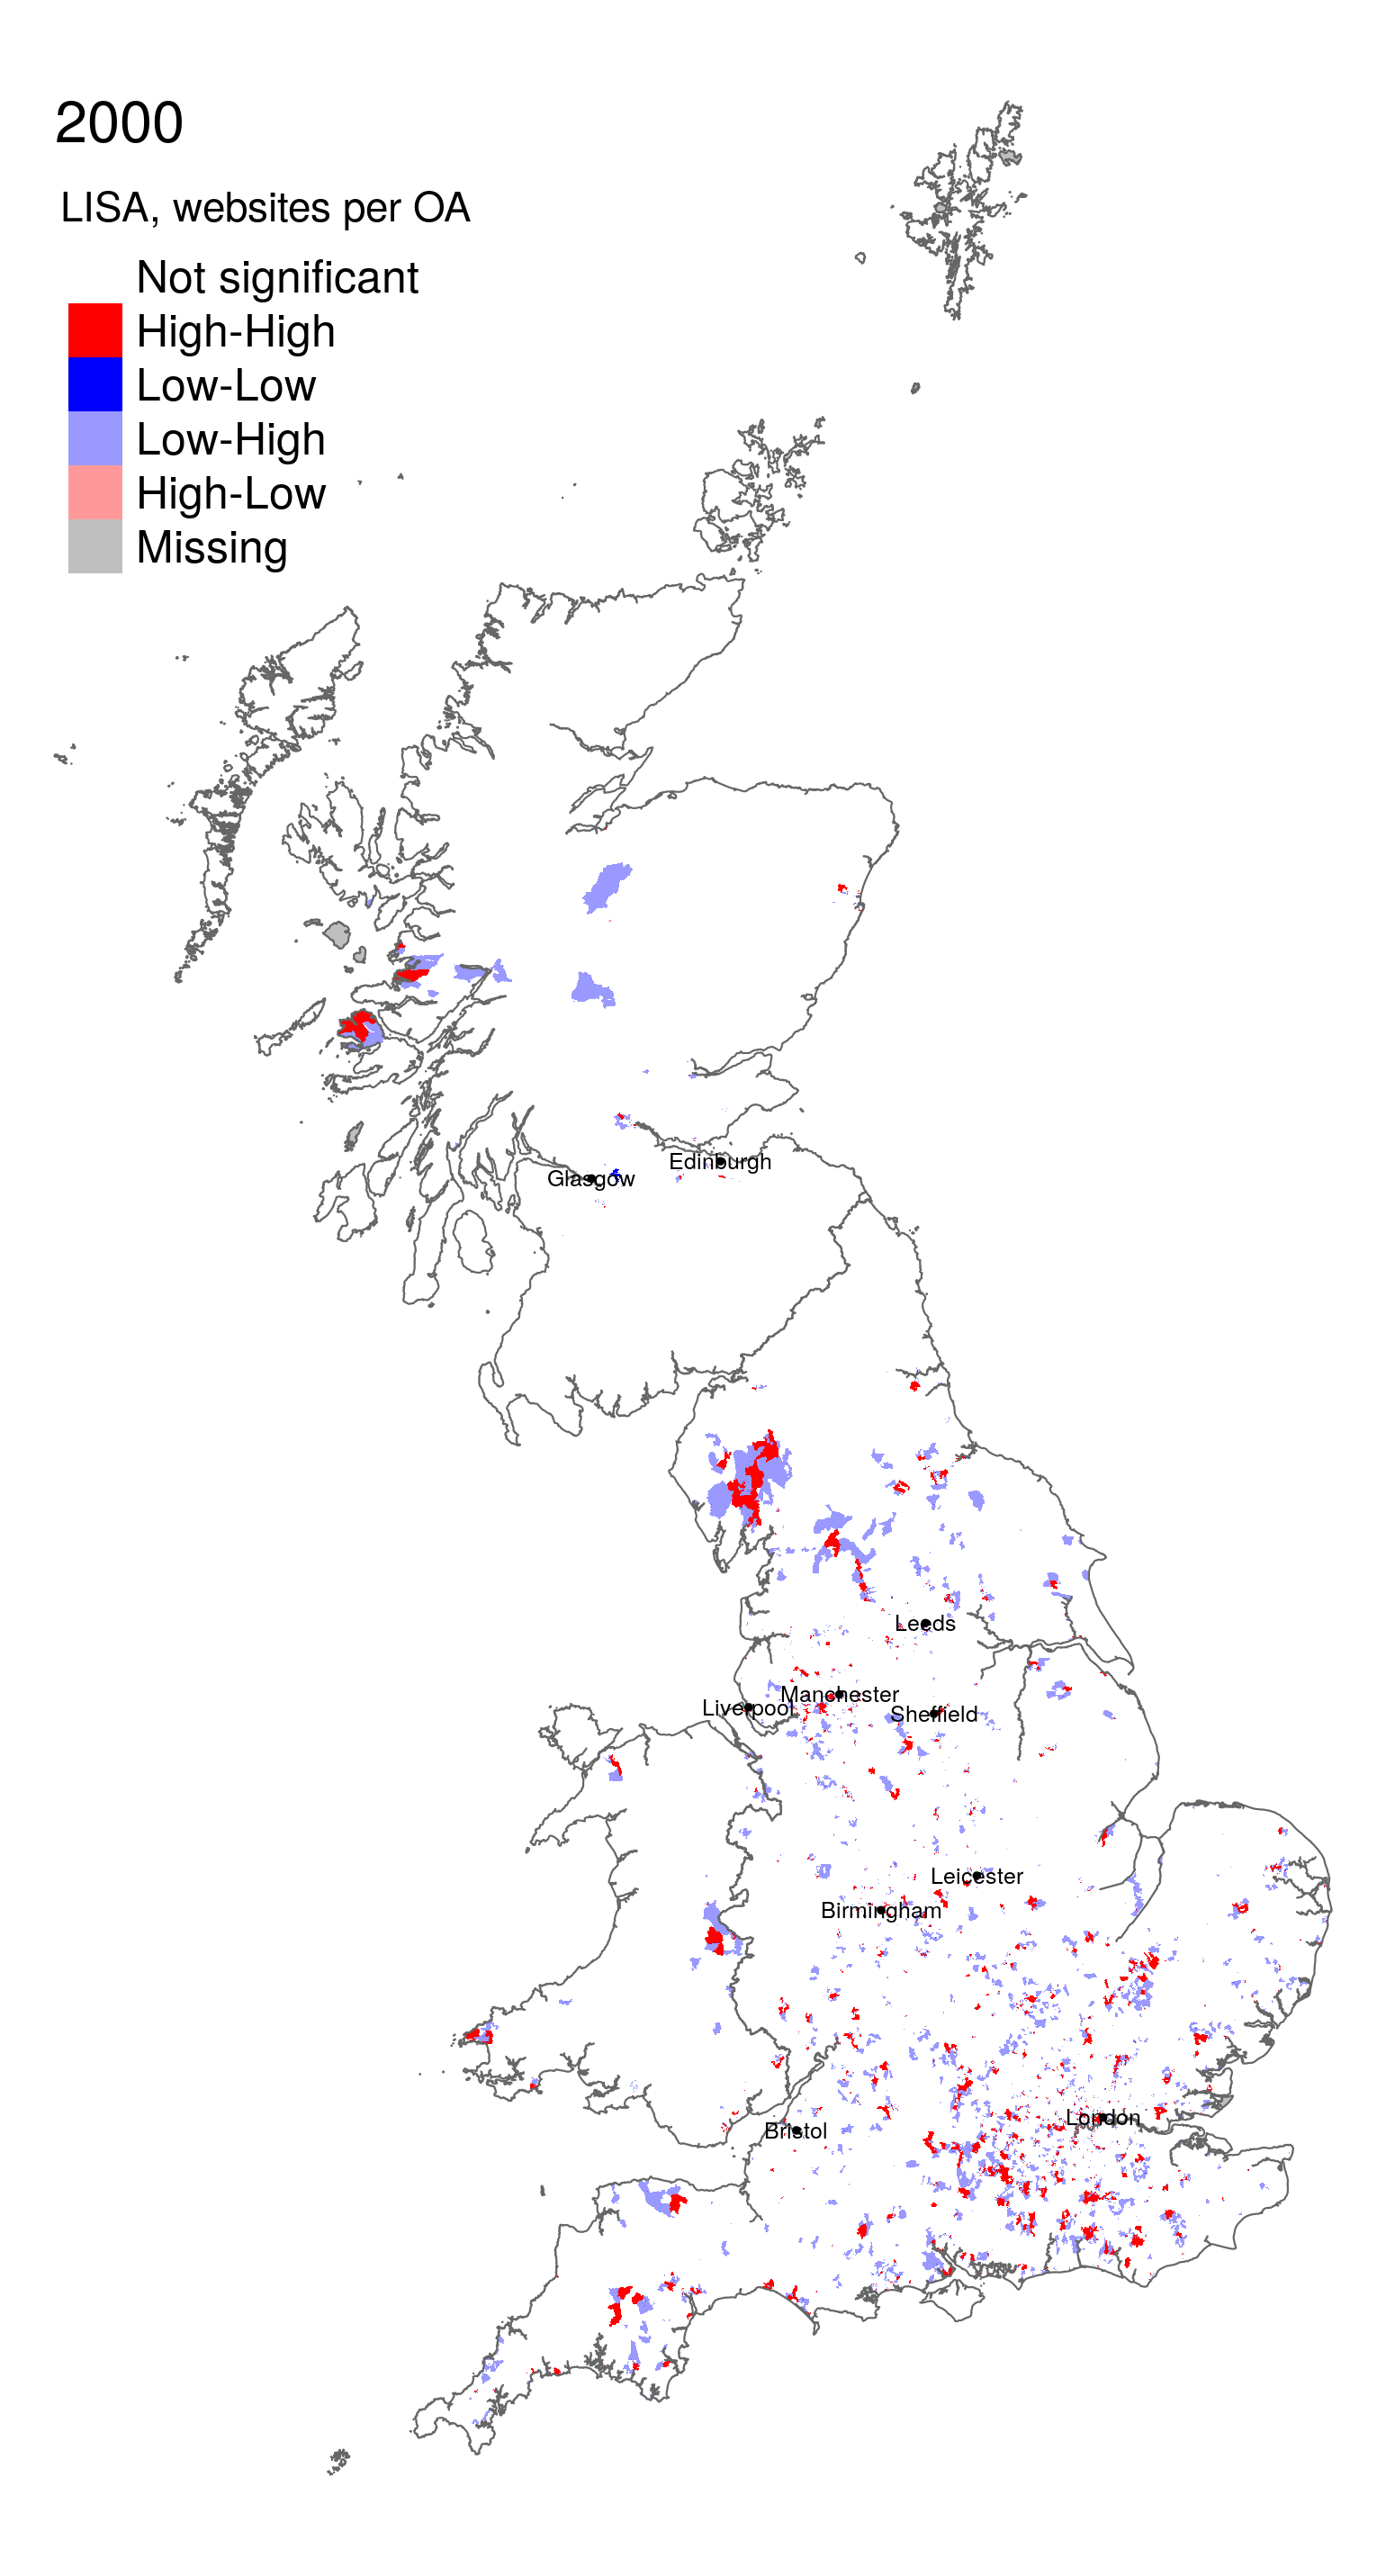 2000
LISA, websites per OA
Not significant
High-High
Low-Low
Low-High
High-Low
Missing
Edinburgh
Glasgow
Leeds
Manchester
Liverpool
Sheffield
Leicester
Birmingham
London
Bristol